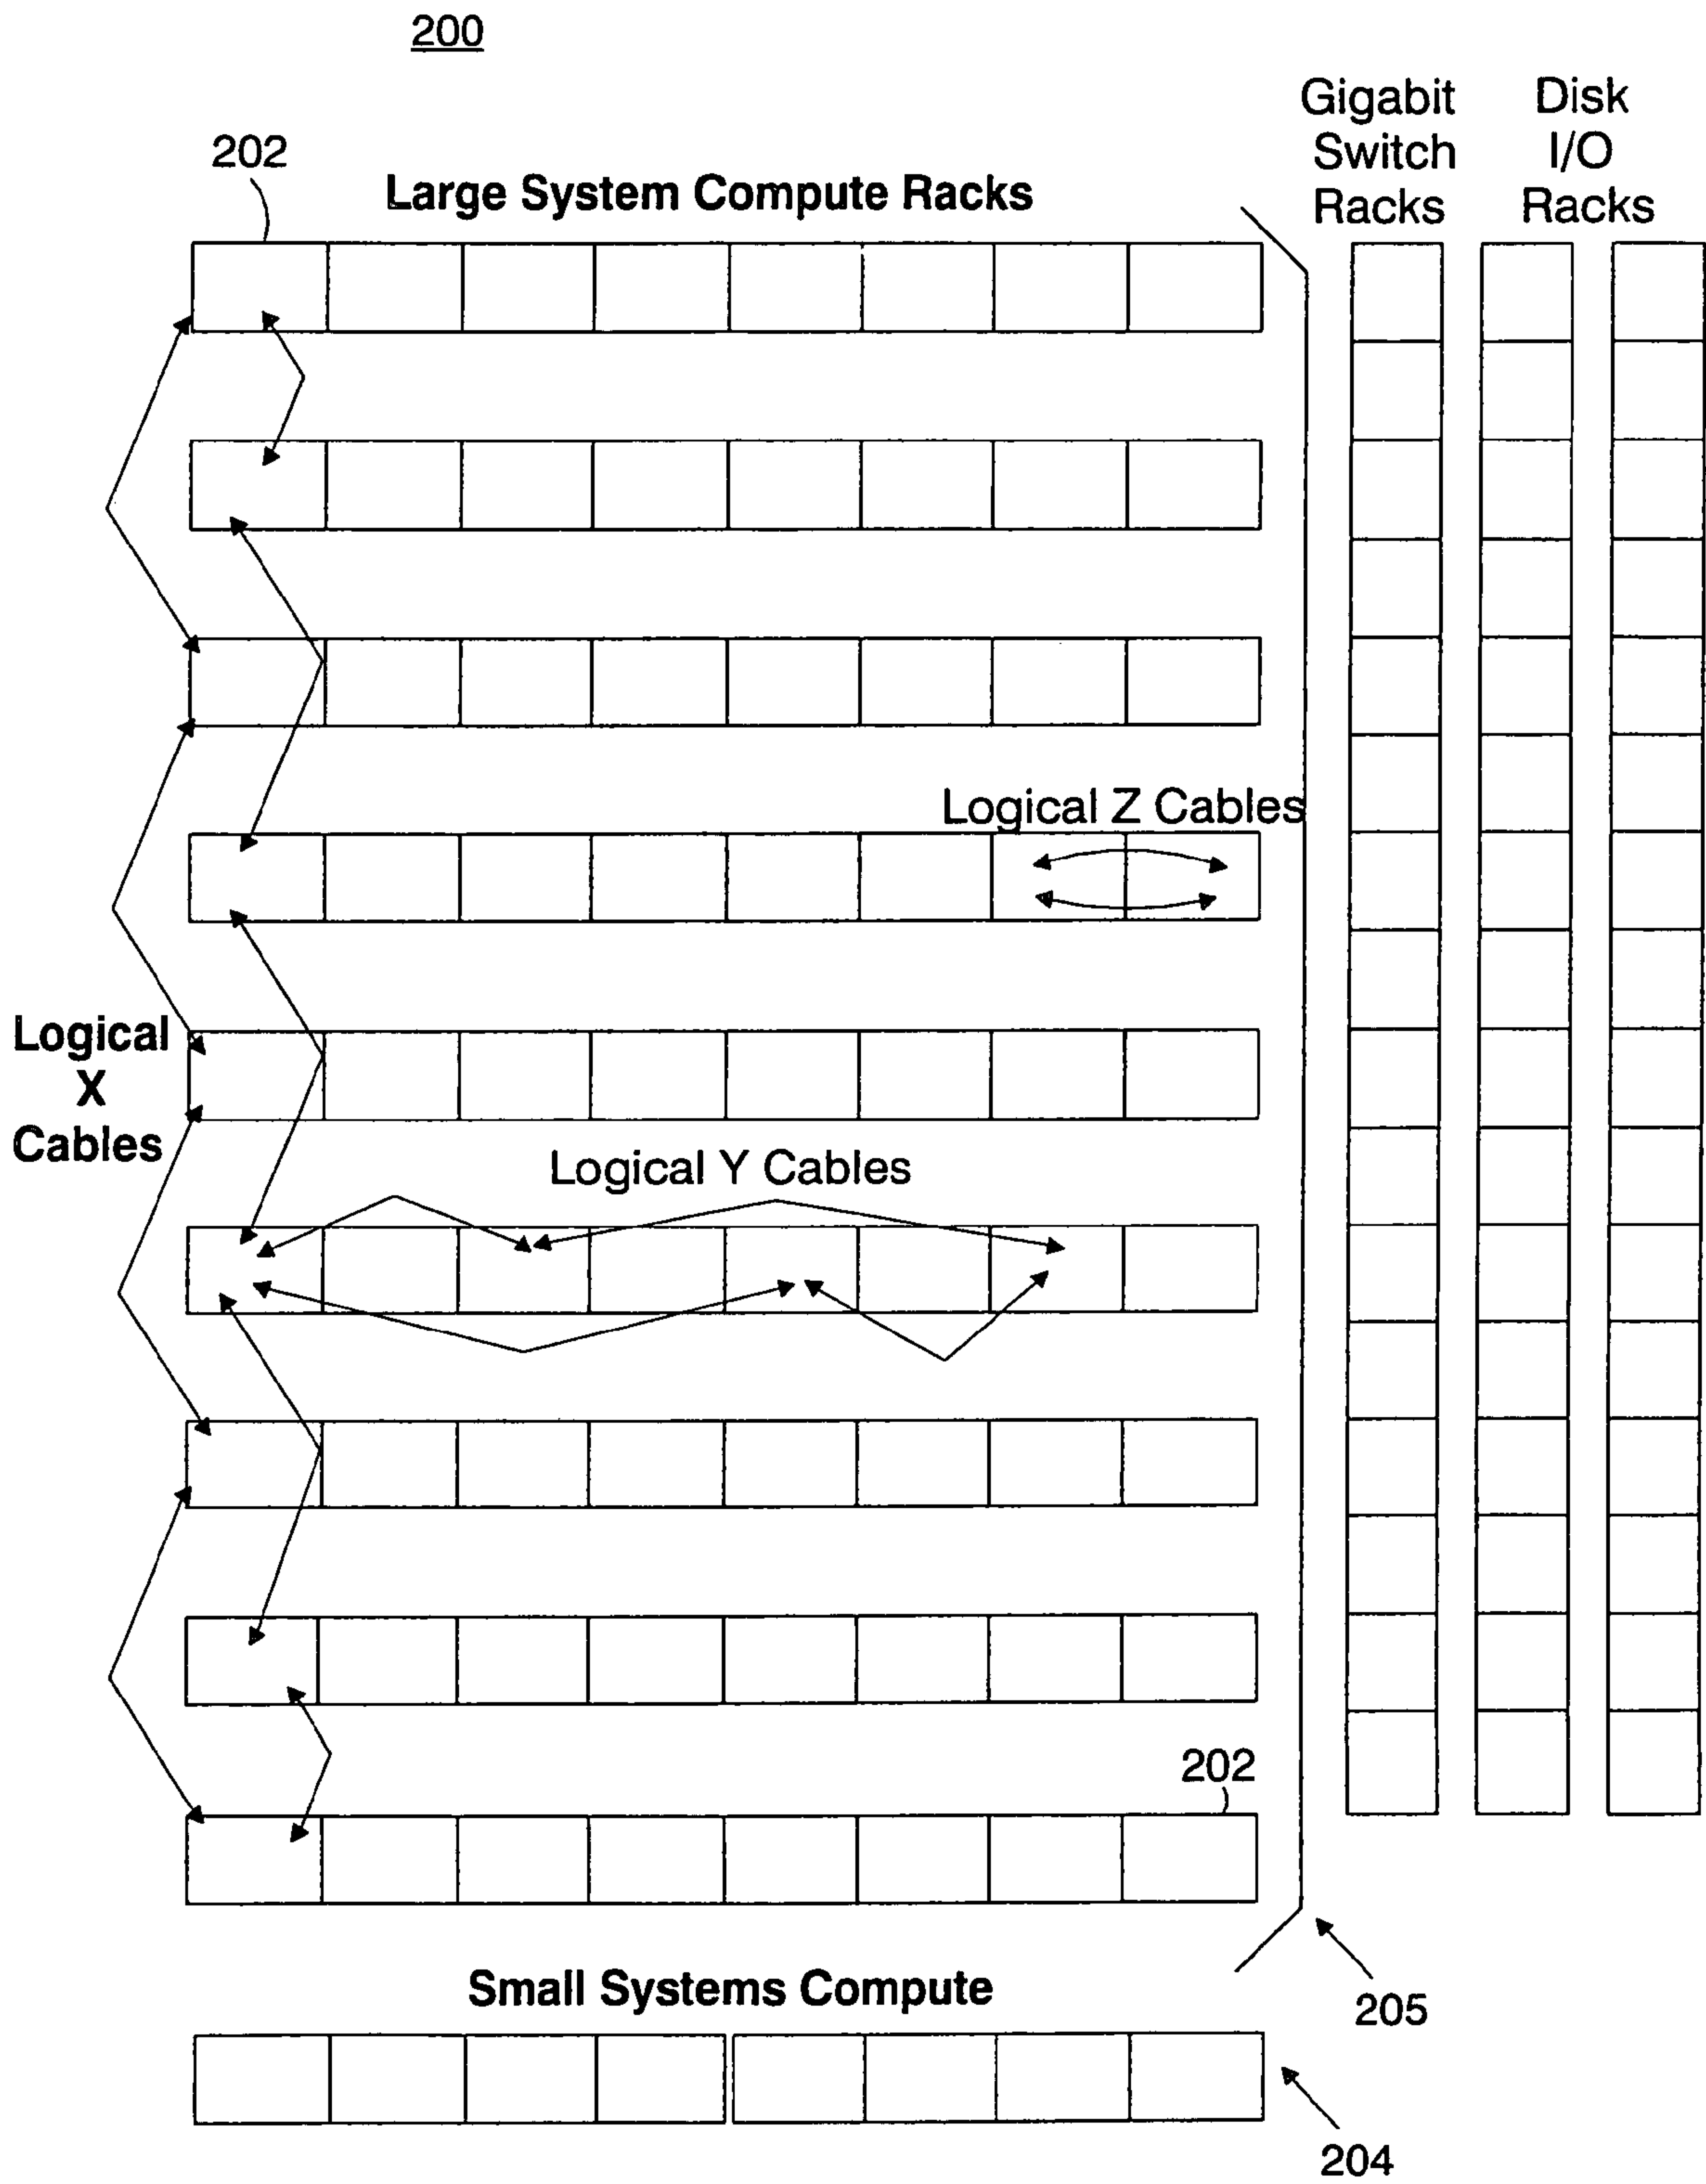 200
Gigabit
Switch
Racks
Disk
I/O
Racks
202
Large System Compute Racks
Logical Z Cables
Logical
X
Cables
Logical Y Cables
202
205
Small Systems Compute
204